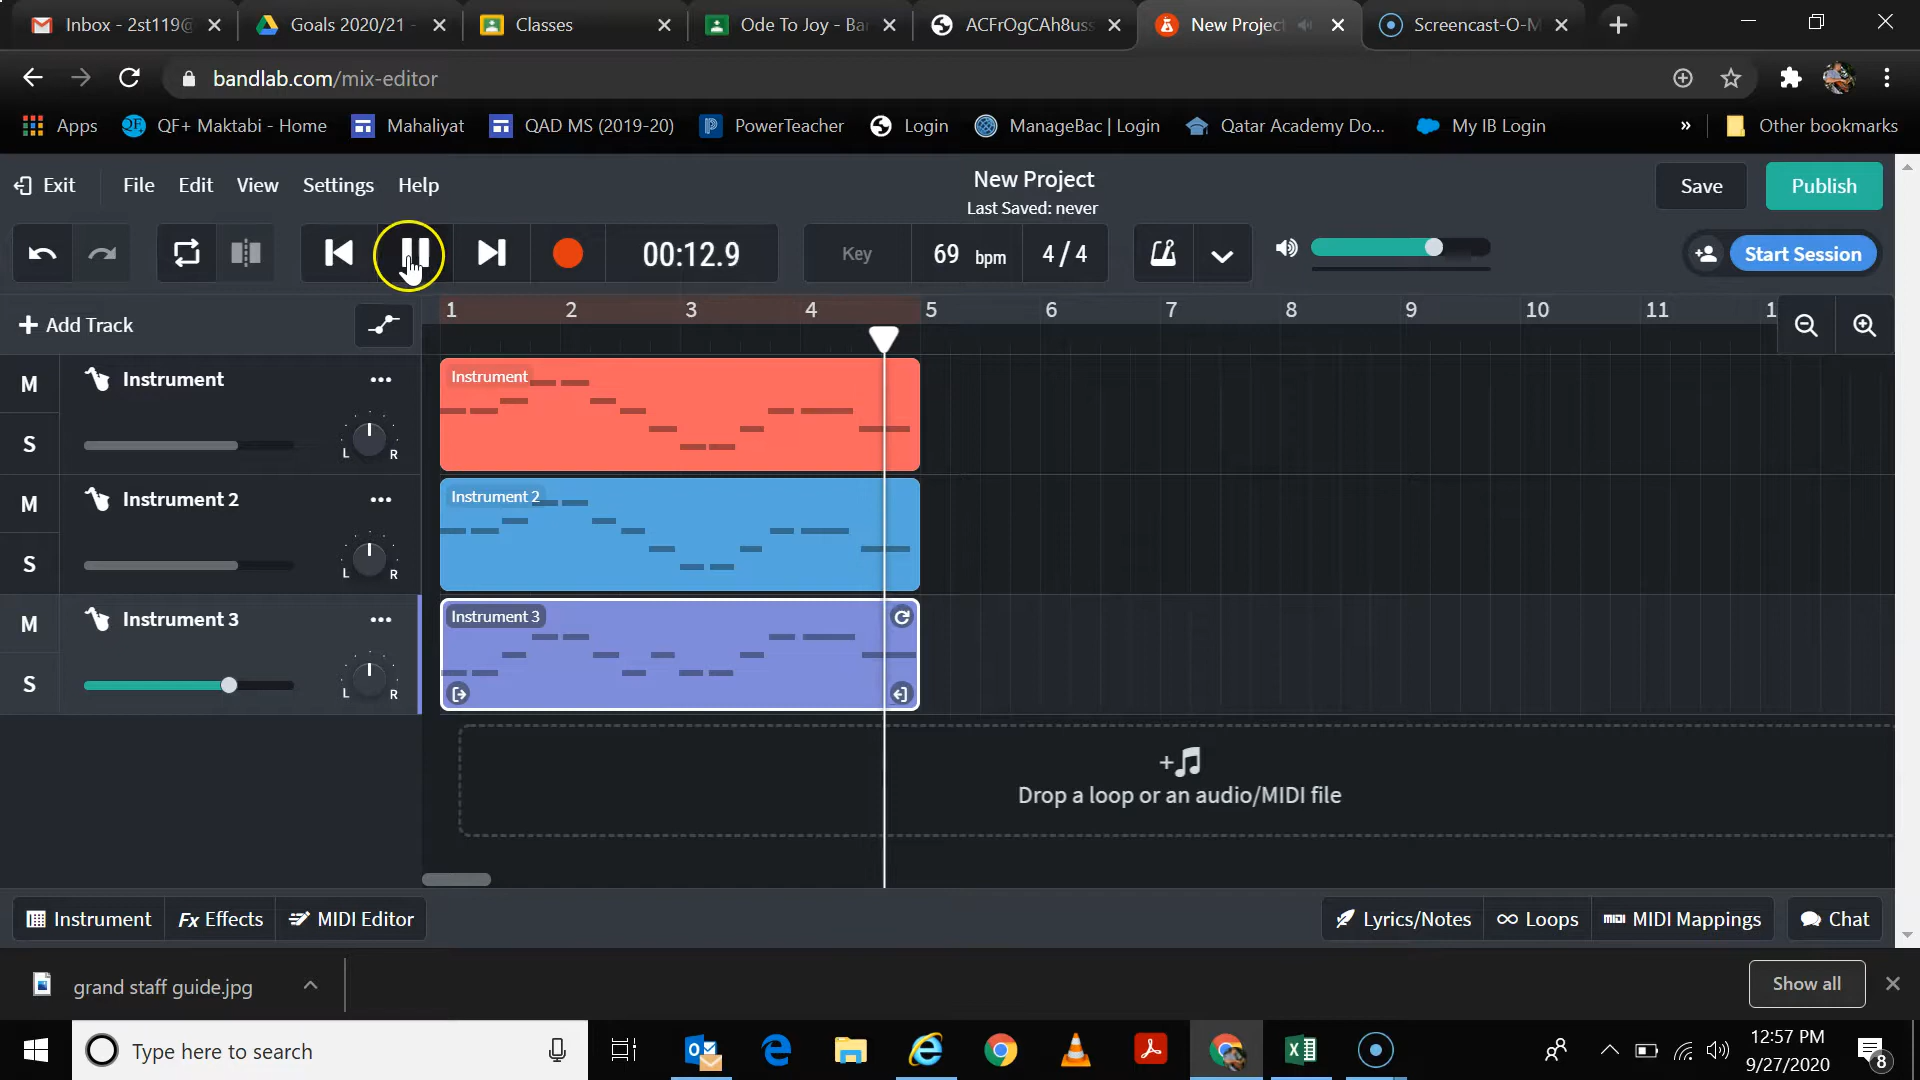 Inbox - 2st119@
Goals 2020/21 -
Classes
Ode To Joy - Ba
ACFrOgCAh8uss
New Project
Screencast-O-M
bandlab.com/mix-editor
Apps
QF+ Maktabi - Home
Mahaliyat
QAD MS (2019-20)
PowerTeacher
Login
ManageBac | Login
Qatar Academy Do...
My IB Login
»
Other bookmarks
Exit
File
Edit
View
Settings
Help
New Project
Last Saved: never
Save
Publish
00:12.9
Key
69 bpm
4 / 4
Start Session
+ Add Track
1 2 3 4 5 6 7 8 9 10 11 1
M
Instrument
S
L R
Instrument
M
Instrument 2
S
L R
Instrument 2
M
Instrument 3
S
L R
Instrument 3
Drop a loop or an audio/MIDI file
Instrument
Fx Effects
MIDI Editor
Lyrics/Notes
Loops
MIDI Mappings
Chat
grand staff guide.jpg
Show all
Type here to search
12:57 PM
9/27/2020
8